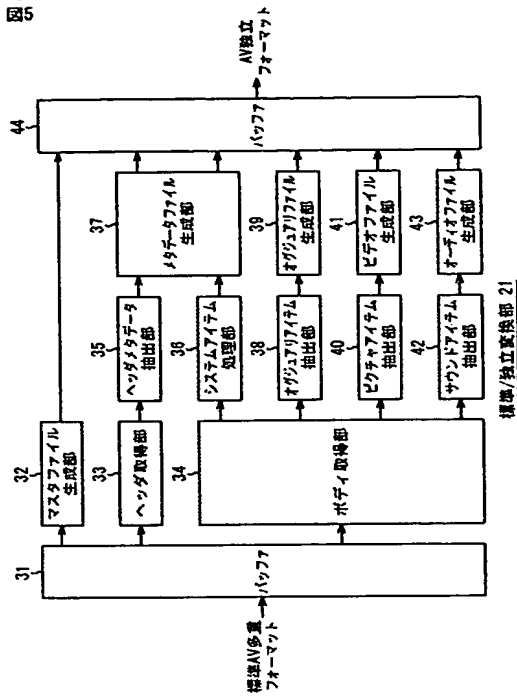 図5
標準AV多重
フォーマット
31
バッファ
32
マスタファイル
生成部
33
ヘッダ取得部
34
ボディ取得部
35
ヘッダメタデータ
抽出部
36
システムアイテム
処理部
37
メタデータファイル
生成部
38
オグジュアリアイテム
抽出部
39
オグジュアリファイル
生成部
40
ピクチャアイテム
抽出部
41
ビデオファイル
生成部
42
サウンドアイテム
抽出部
43
オーディオファイル
生成部
44
バッファ
AV独立
フォーマット
標準/独立変換部 21